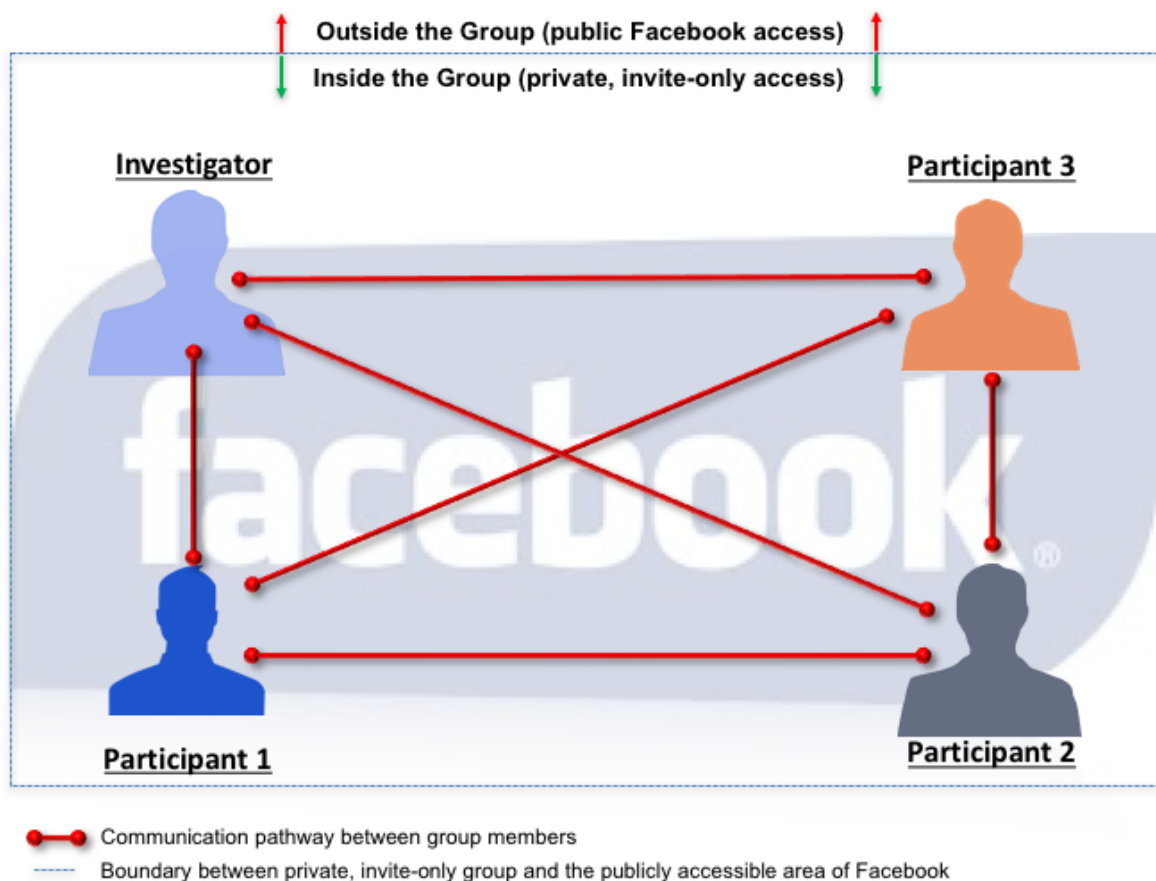 Outside the Group (public Facebook access)
Inside the Group (private, invite-only access)
Investigator
Participant 3
facebook®
Participant 1
Participant 2
Communication pathway between group members
Boundary between private, invite-only group and the publicly accessible area of Facebook